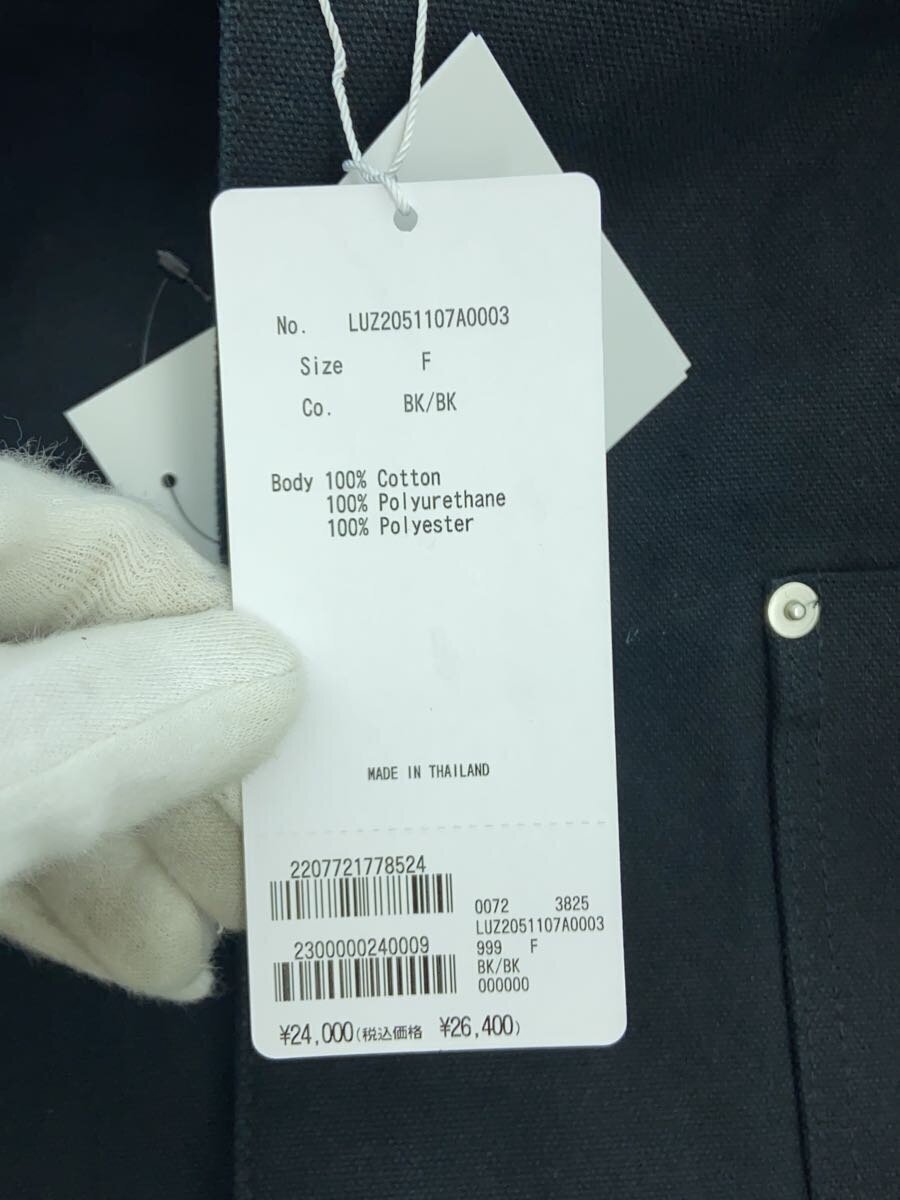 No. LUZ2051107A0003
Size F
Co. BK/BK
Body 100% Cotton
100% Polyurethane
100% Polyester
MADE IN THAILAND
2207721778524
2300000240009
0072 3825
LUZ2051107A0003
999 F
BK/BK
000000
¥24,000(税込価格 ¥26,400)